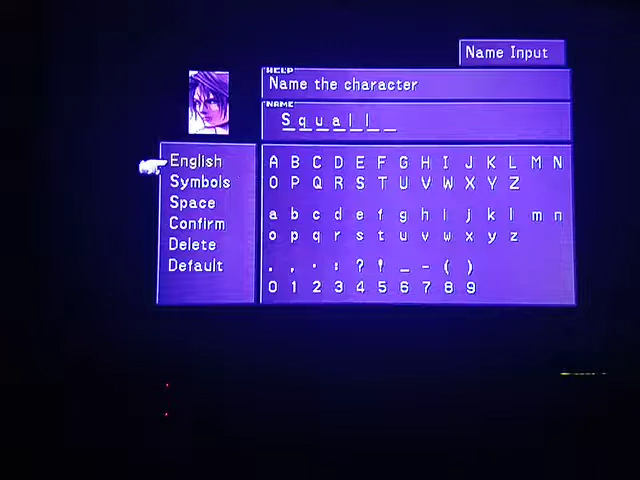 Name Input
HELP
Name the character
NAME
Squall_
English
Symbols
Space
Confirm
Delete
Default
A B C D E F G H I J K L M N
O P Q R S T U V W X Y Z
a b c d e f g h i j k l m n
o p q r s t u v w x y z
. , · : ? ! _ - ( )
0 1 2 3 4 5 6 7 8 9